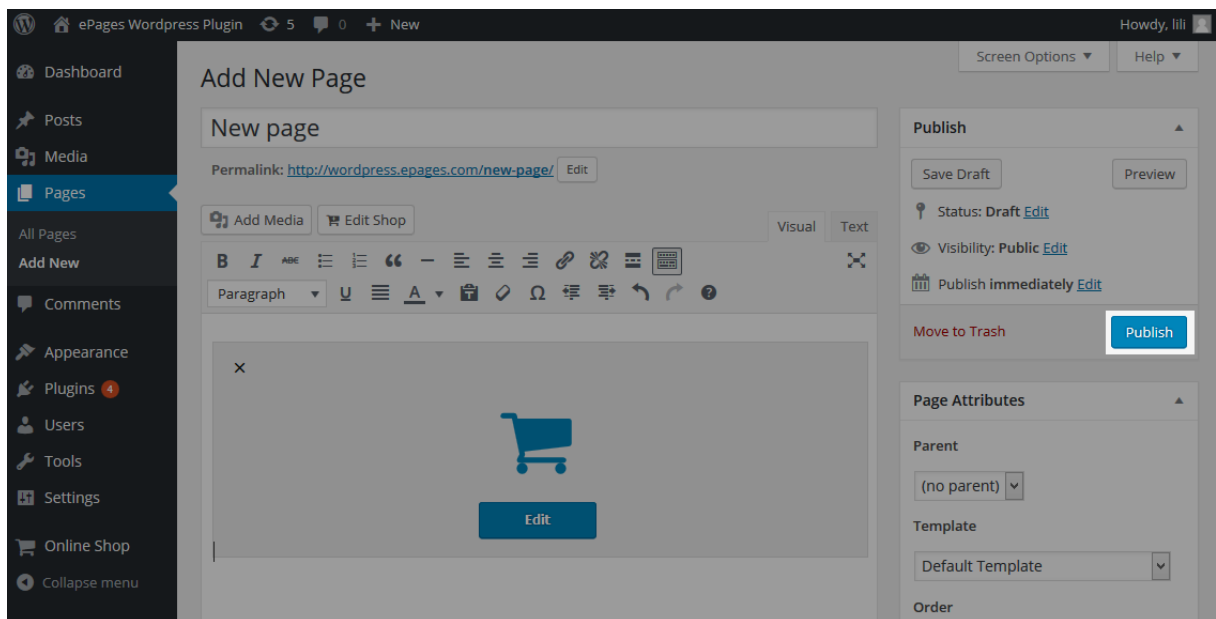 ePages Wordpress Plugin 5 0 + New Howdy, lili
Screen Options ▼ Help ▼
Dashboard
Posts
Media
Pages
All Pages
Add New
Comments
Appearance
Plugins 4
Users
Tools
Settings
Online Shop
Collapse menu
Add New Page
New page
Permalink: http://wordpress.epages.com/new-page/ Edit
Add Media Edit Shop Visual Text
B I ABE
Paragraph ▼ U A ▼ Ω
Edit
Publish
Save Draft Preview
Status: Draft Edit
Visibility: Public Edit
Publish immediately Edit
Move to Trash Publish
Page Attributes
Parent
(no parent)
Template
Default Template
Order